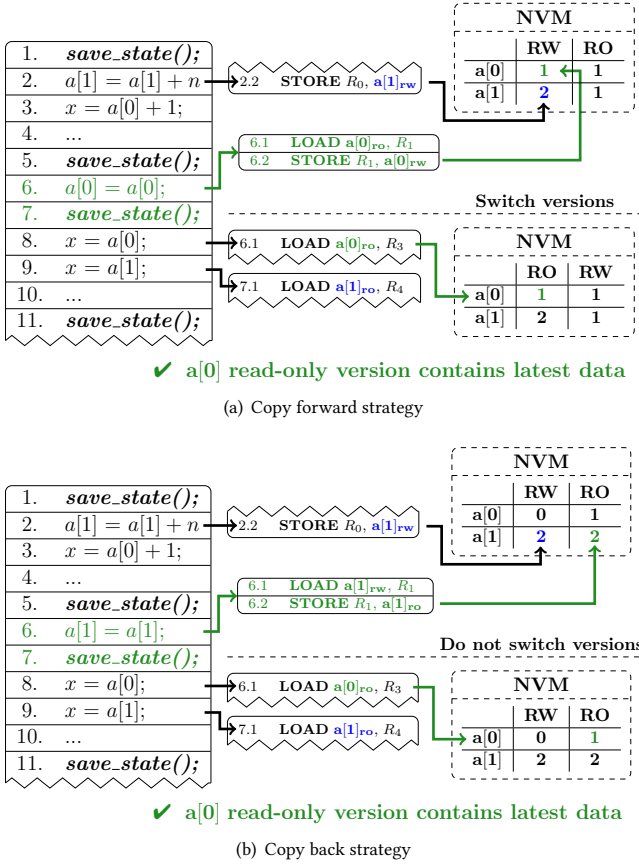 NVM
RW RO
a[0] 1 1
a[1] 2 1
1. save_state();
2. a[1] = a[1] + n
2.2 STORE R0, a[1]rw
3. x = a[0] + 1;
4. ...
5. save_state();
6.1 LOAD a[0]ro, R1
6.2 STORE R1, a[0]rw
6. a[0] = a[0];
7. save_state();
Switch versions
8. x = a[0];
6.1 LOAD a[0]ro, R3
9. x = a[1];
7.1 LOAD a[1]ro, R4
10. ...
11. save_state();
NVM
RO RW
a[0] 1 1
a[1] 2 1
✔ a[0] read-only version contains latest data
(a) Copy forward strategy
NVM
RW RO
a[0] 0 1
a[1] 2 2
1. save_state();
2. a[1] = a[1] + n
2.2 STORE R0, a[1]rw
3. x = a[0] + 1;
4. ...
5. save_state();
6.1 LOAD a[1]rw, R1
6.2 STORE R1, a[1]ro
6. a[1] = a[1];
7. save_state();
Do not switch versions
8. x = a[0];
6.1 LOAD a[0]ro, R3
9. x = a[1];
7.1 LOAD a[1]ro, R4
10. ...
11. save_state();
NVM
RW RO
a[0] 0 1
a[1] 2 2
✔ a[0] read-only version contains latest data
(b) Copy back strategy